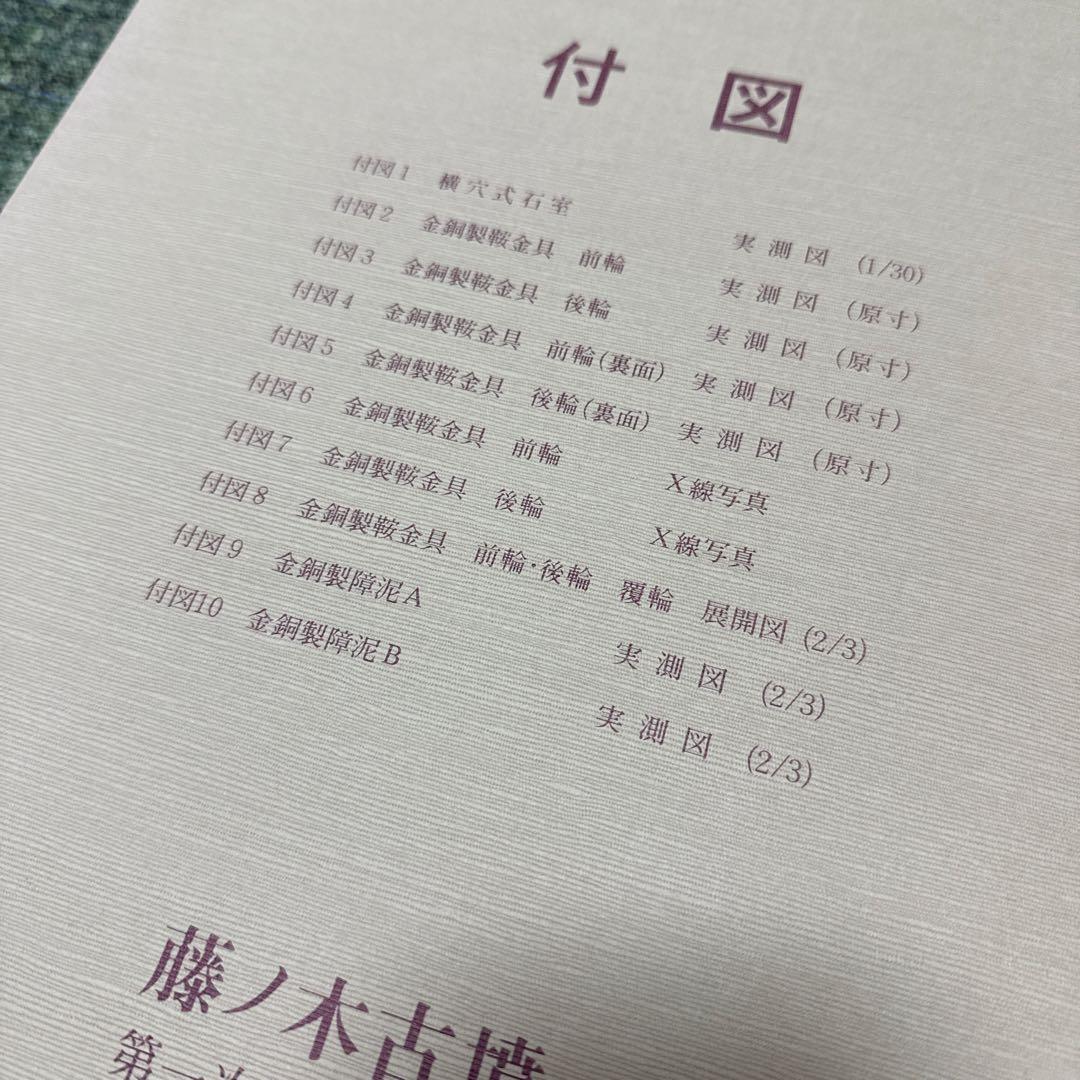 付図
付図1 横穴式石室 実測図 (1/30)
付図2 金銅製鞍金具 前輪 実測図 (原寸)
付図3 金銅製鞍金具 後輪 実測図 (原寸)
付図4 金銅製鞍金具 前輪(裏面) 実測図 (原寸)
付図5 金銅製鞍金具 後輪(裏面) 実測図 (原寸)
付図6 金銅製鞍金具 前輪 X線写真
付図7 金銅製鞍金具 後輪 X線写真
付図8 金銅製鞍金具 前輪・後輪 覆輪 展開図 (2/3)
付図9 金銅製障泥A 実測図 (2/3)
付図10 金銅製障泥B 実測図 (2/3)
藤ノ木古墳
第一次